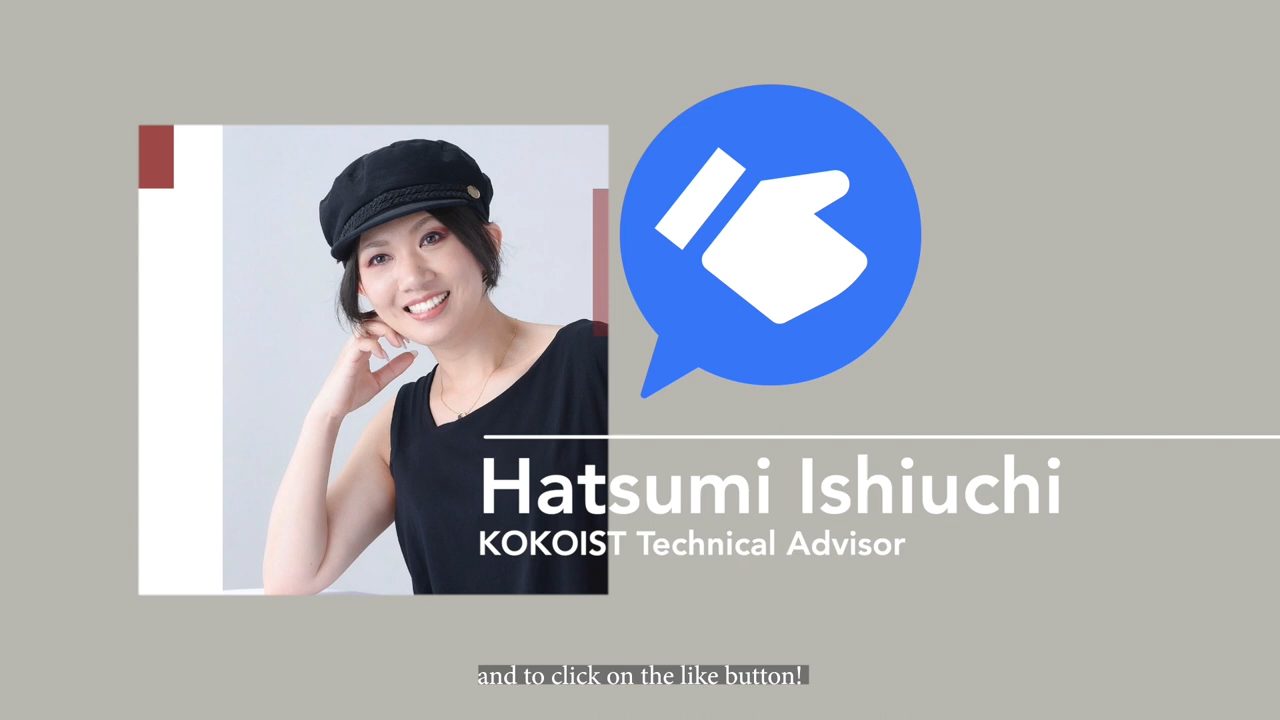 Hatsumi Ishiuchi
KOKOIST Technical Advisor
and to click on the like button!